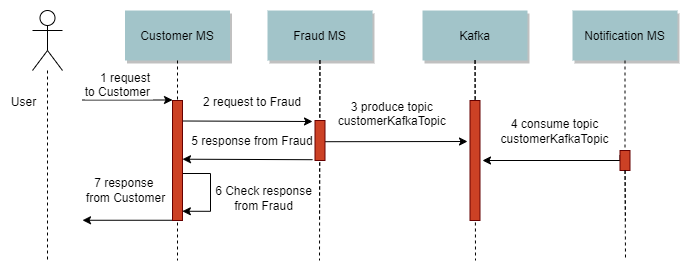 Customer MS
Fraud MS
Kafka
Notification MS
User
1 request
to Customer
2 request to Fraud
3 produce topic
customerKafkaTopic
4 consume topic
customerKafkaTopic
5 response from Fraud
6 Check response
from Fraud
7 response
from Customer